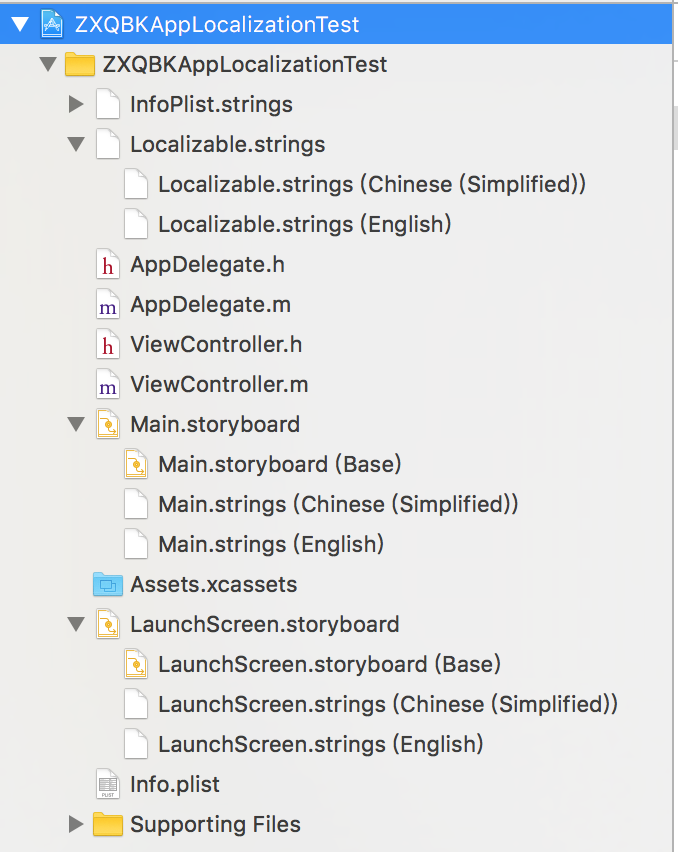 ZXQBKAppLocalizationTest
ZXQBKAppLocalizationTest
InfoPlist.strings
Localizable.strings
Localizable.strings (Chinese (Simplified))
Localizable.strings (English)
h AppDelegate.h
m AppDelegate.m
h ViewController.h
m ViewController.m
Main.storyboard
Main.storyboard (Base)
Main.strings (Chinese (Simplified))
Main.strings (English)
Assets.xcassets
LaunchScreen.storyboard
LaunchScreen.storyboard (Base)
LaunchScreen.strings (Chinese (Simplified))
LaunchScreen.strings (English)
PLIST Info.plist
Supporting Files